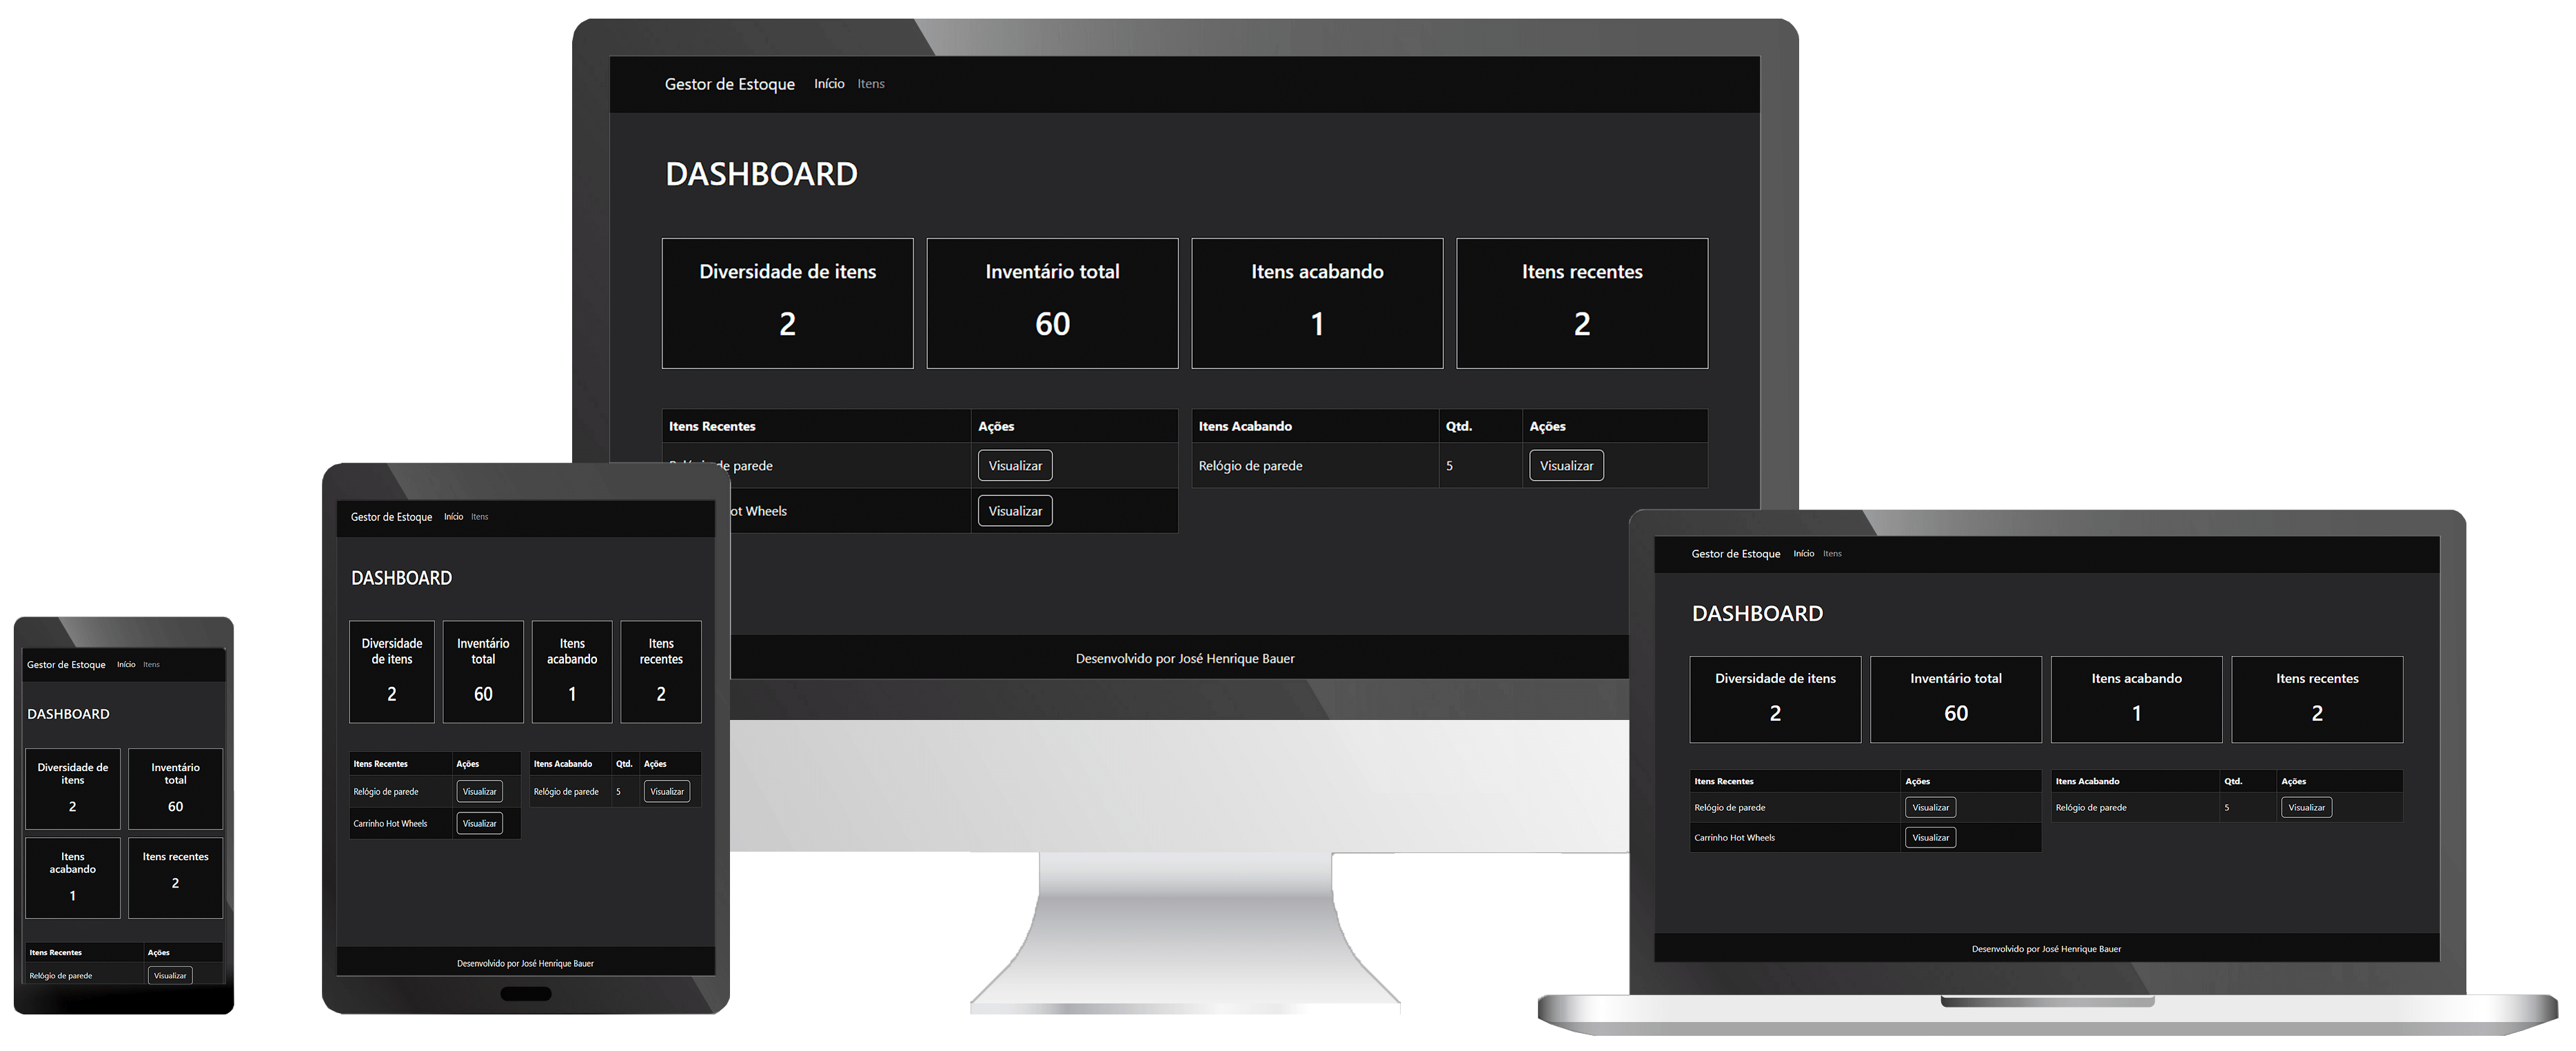 Gestor de Estoque Início Itens
DASHBOARD
Diversidade de itens
2
Inventário total
60
Itens acabando
1
Itens recentes
2
Itens Recentes Ações
de parede Visualizar
Hot Wheels Visualizar
Itens Acabando Qtd. Ações
Relógio de parede 5 Visualizar
Desenvolvido por José Henrique Bauer
Gestor de Estoque Início Itens
DASHBOARD
Diversidade
de itens
2
Inventário
total
60
Itens
acabando
1
Itens
recentes
2
Itens Recentes Ações
Relógio de parede Visualizar
Carrinho Hot Wheels Visualizar
Itens Acabando Qtd. Ações
Relógio de parede 5 Visualizar
Desenvolvido por José Henrique Bauer
Gestor de Estoque Início Itens
DASHBOARD
Diversidade de itens
2
Inventário total
60
Itens acabando
1
Itens recentes
2
Itens Recentes Ações
Relógio de parede Visualizar
Carrinho Hot Wheels Visualizar
Itens Acabando Qtd. Ações
Relógio de parede 5 Visualizar
Desenvolvido por José Henrique Bauer
Gestor de Estoque Início Itens
DASHBOARD
Diversidade de
itens
2
Inventário
total
60
Itens
acabando
1
Itens recentes
2
Itens Recentes Ações
Relógio de parede Visualizar